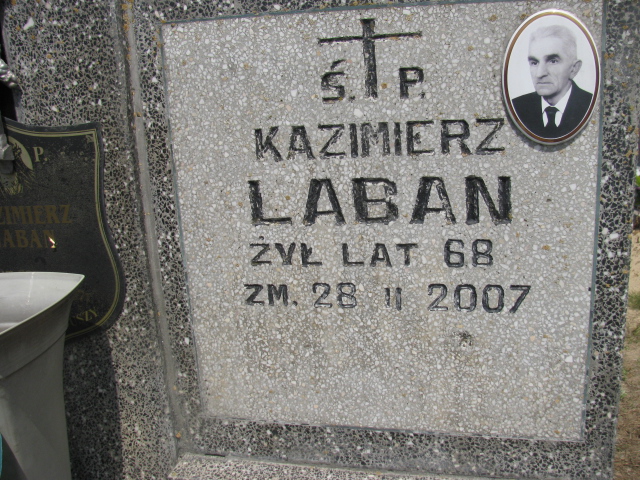 Ś. P.
KAZIMIERZ
LABAN
ŻYŁ LAT 68
ZM. 28 II 2007
P.